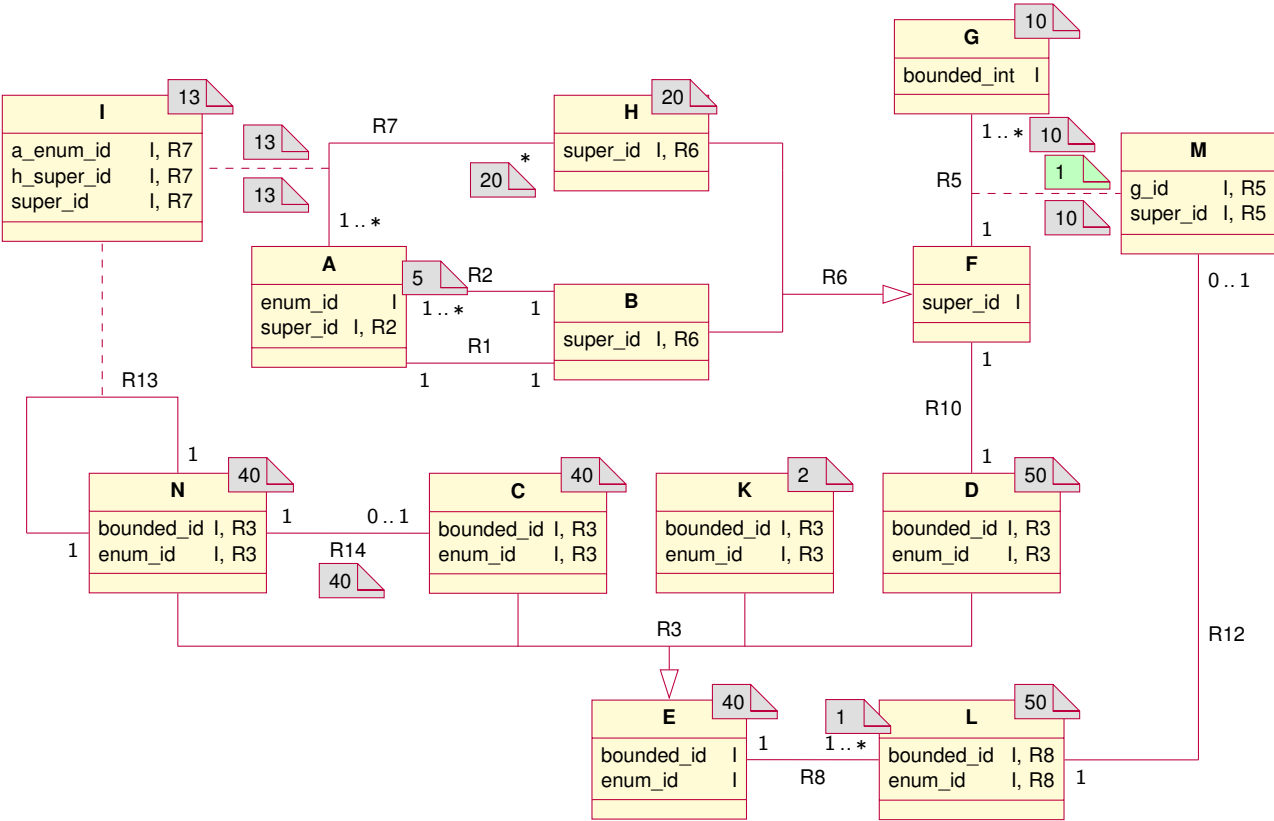 10
G
bounded_int I
13
I
a_enum_id I, R7
h_super_id I, R7
super_id I, R7
13
13
R7
20
H
super_id I, R6
*
20
1..*
1..*
10
R5
1
10
1
M
g_id I, R5
super_id I, R5
0..1
A
enum_id I
super_id I, R2
5
R2
1..*
1
R1
1
1
B
super_id I, R6
R6
F
super_id I
1
R10
1
R13
1
1
40
N
bounded_id I, R3
enum_id I, R3
1
0..1
R14
40
40
C
bounded_id I, R3
enum_id I, R3
2
K
bounded_id I, R3
enum_id I, R3
50
D
bounded_id I, R3
enum_id I, R3
R3
R12
40
E
bounded_id I
enum_id I
1
1
1..*
R8
50
L
bounded_id I, R8
enum_id I, R8
1